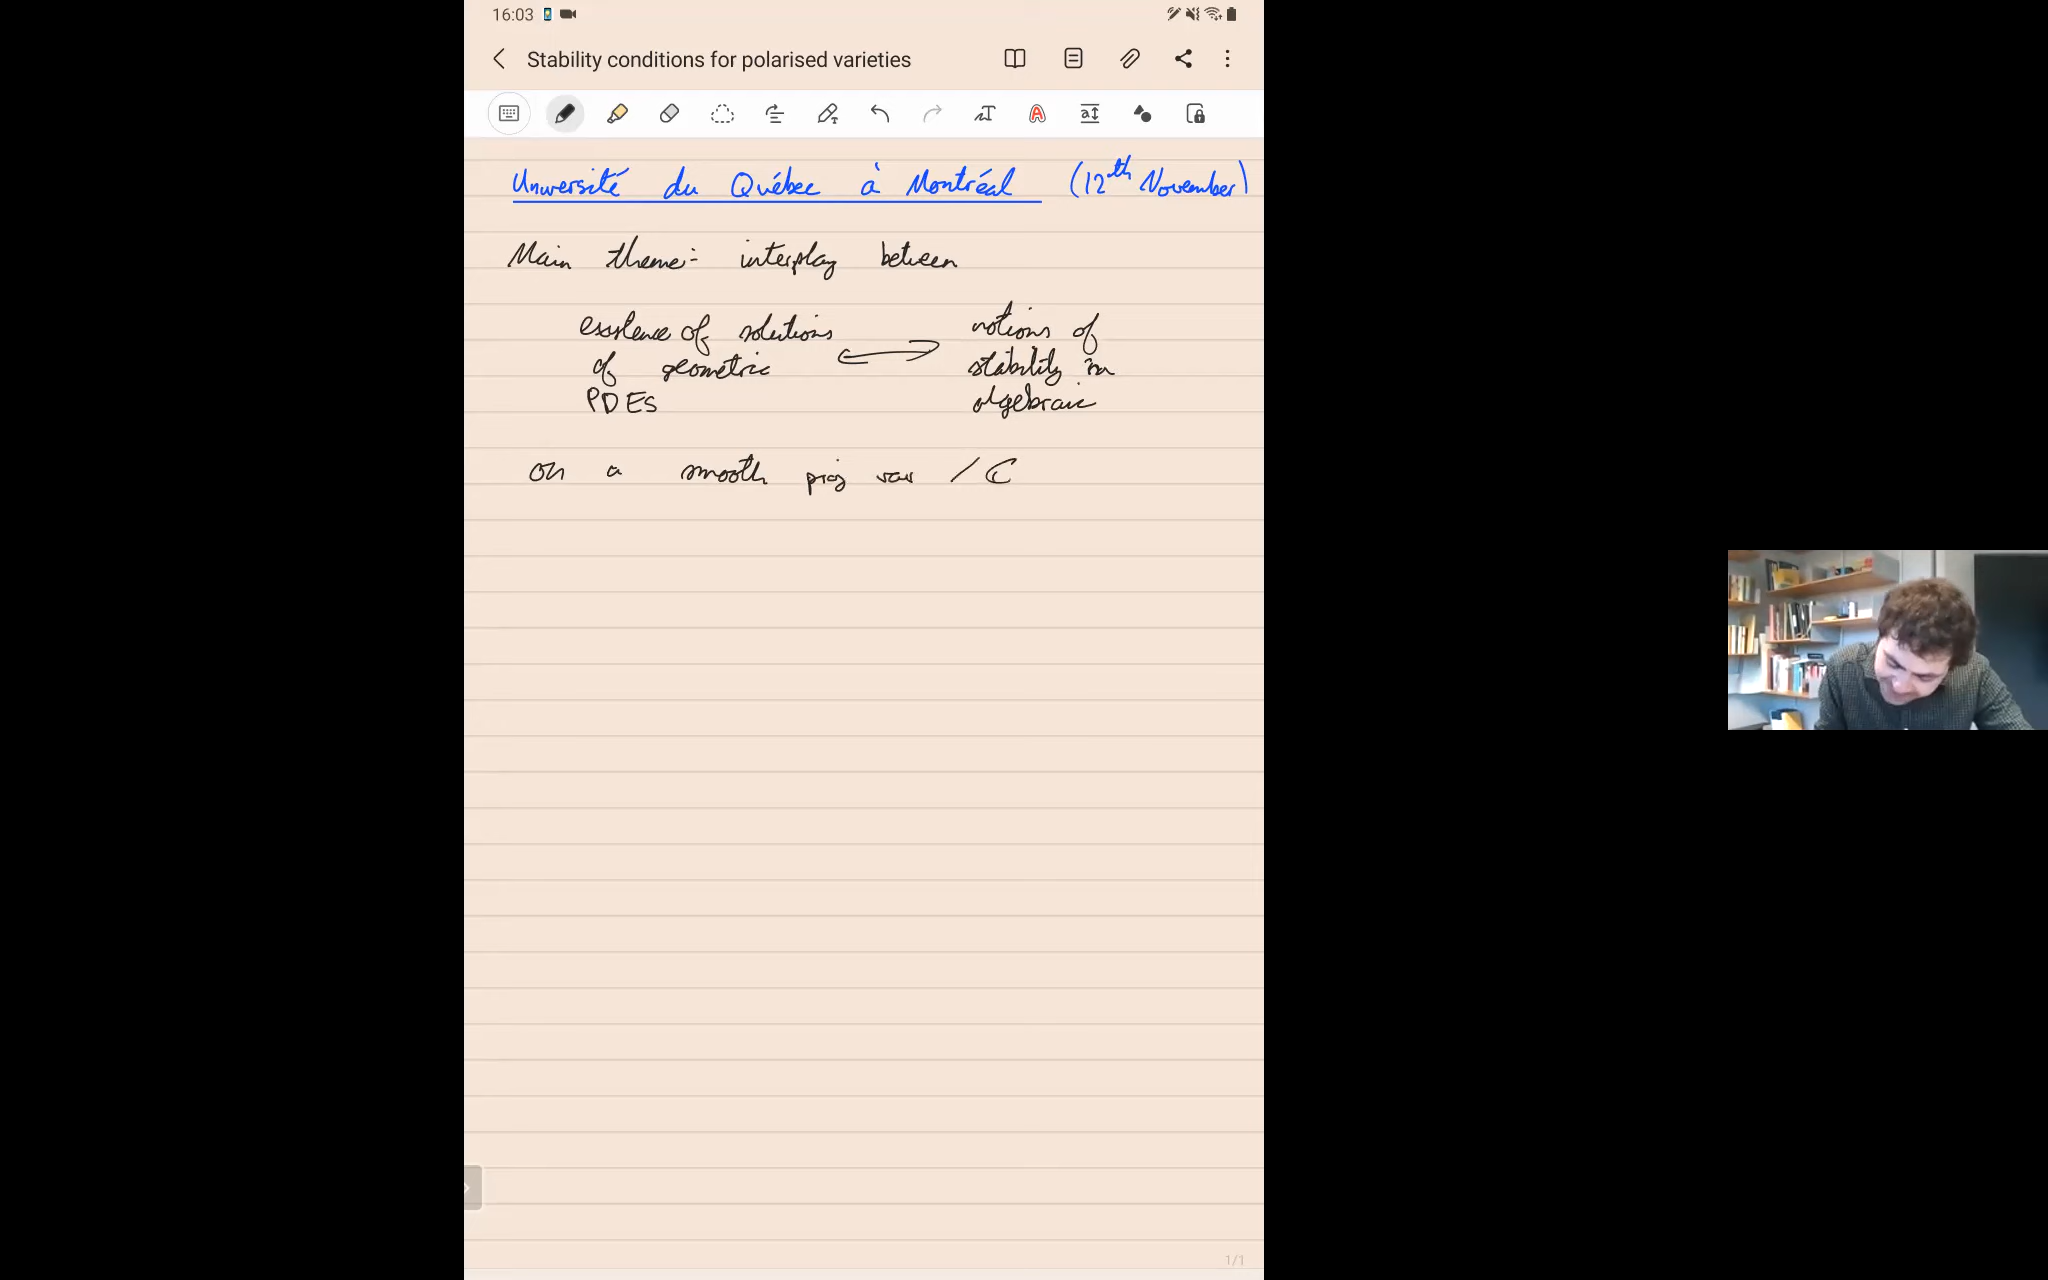 16:03
Stability conditions for polarised varieties
Université du Québec à Montréal (12th November)
Main theme:- interplay between
existence of solutions
of geometric
PDEs
notions of
stability in
algebraic
on a smooth proj var / ℂ
1/1